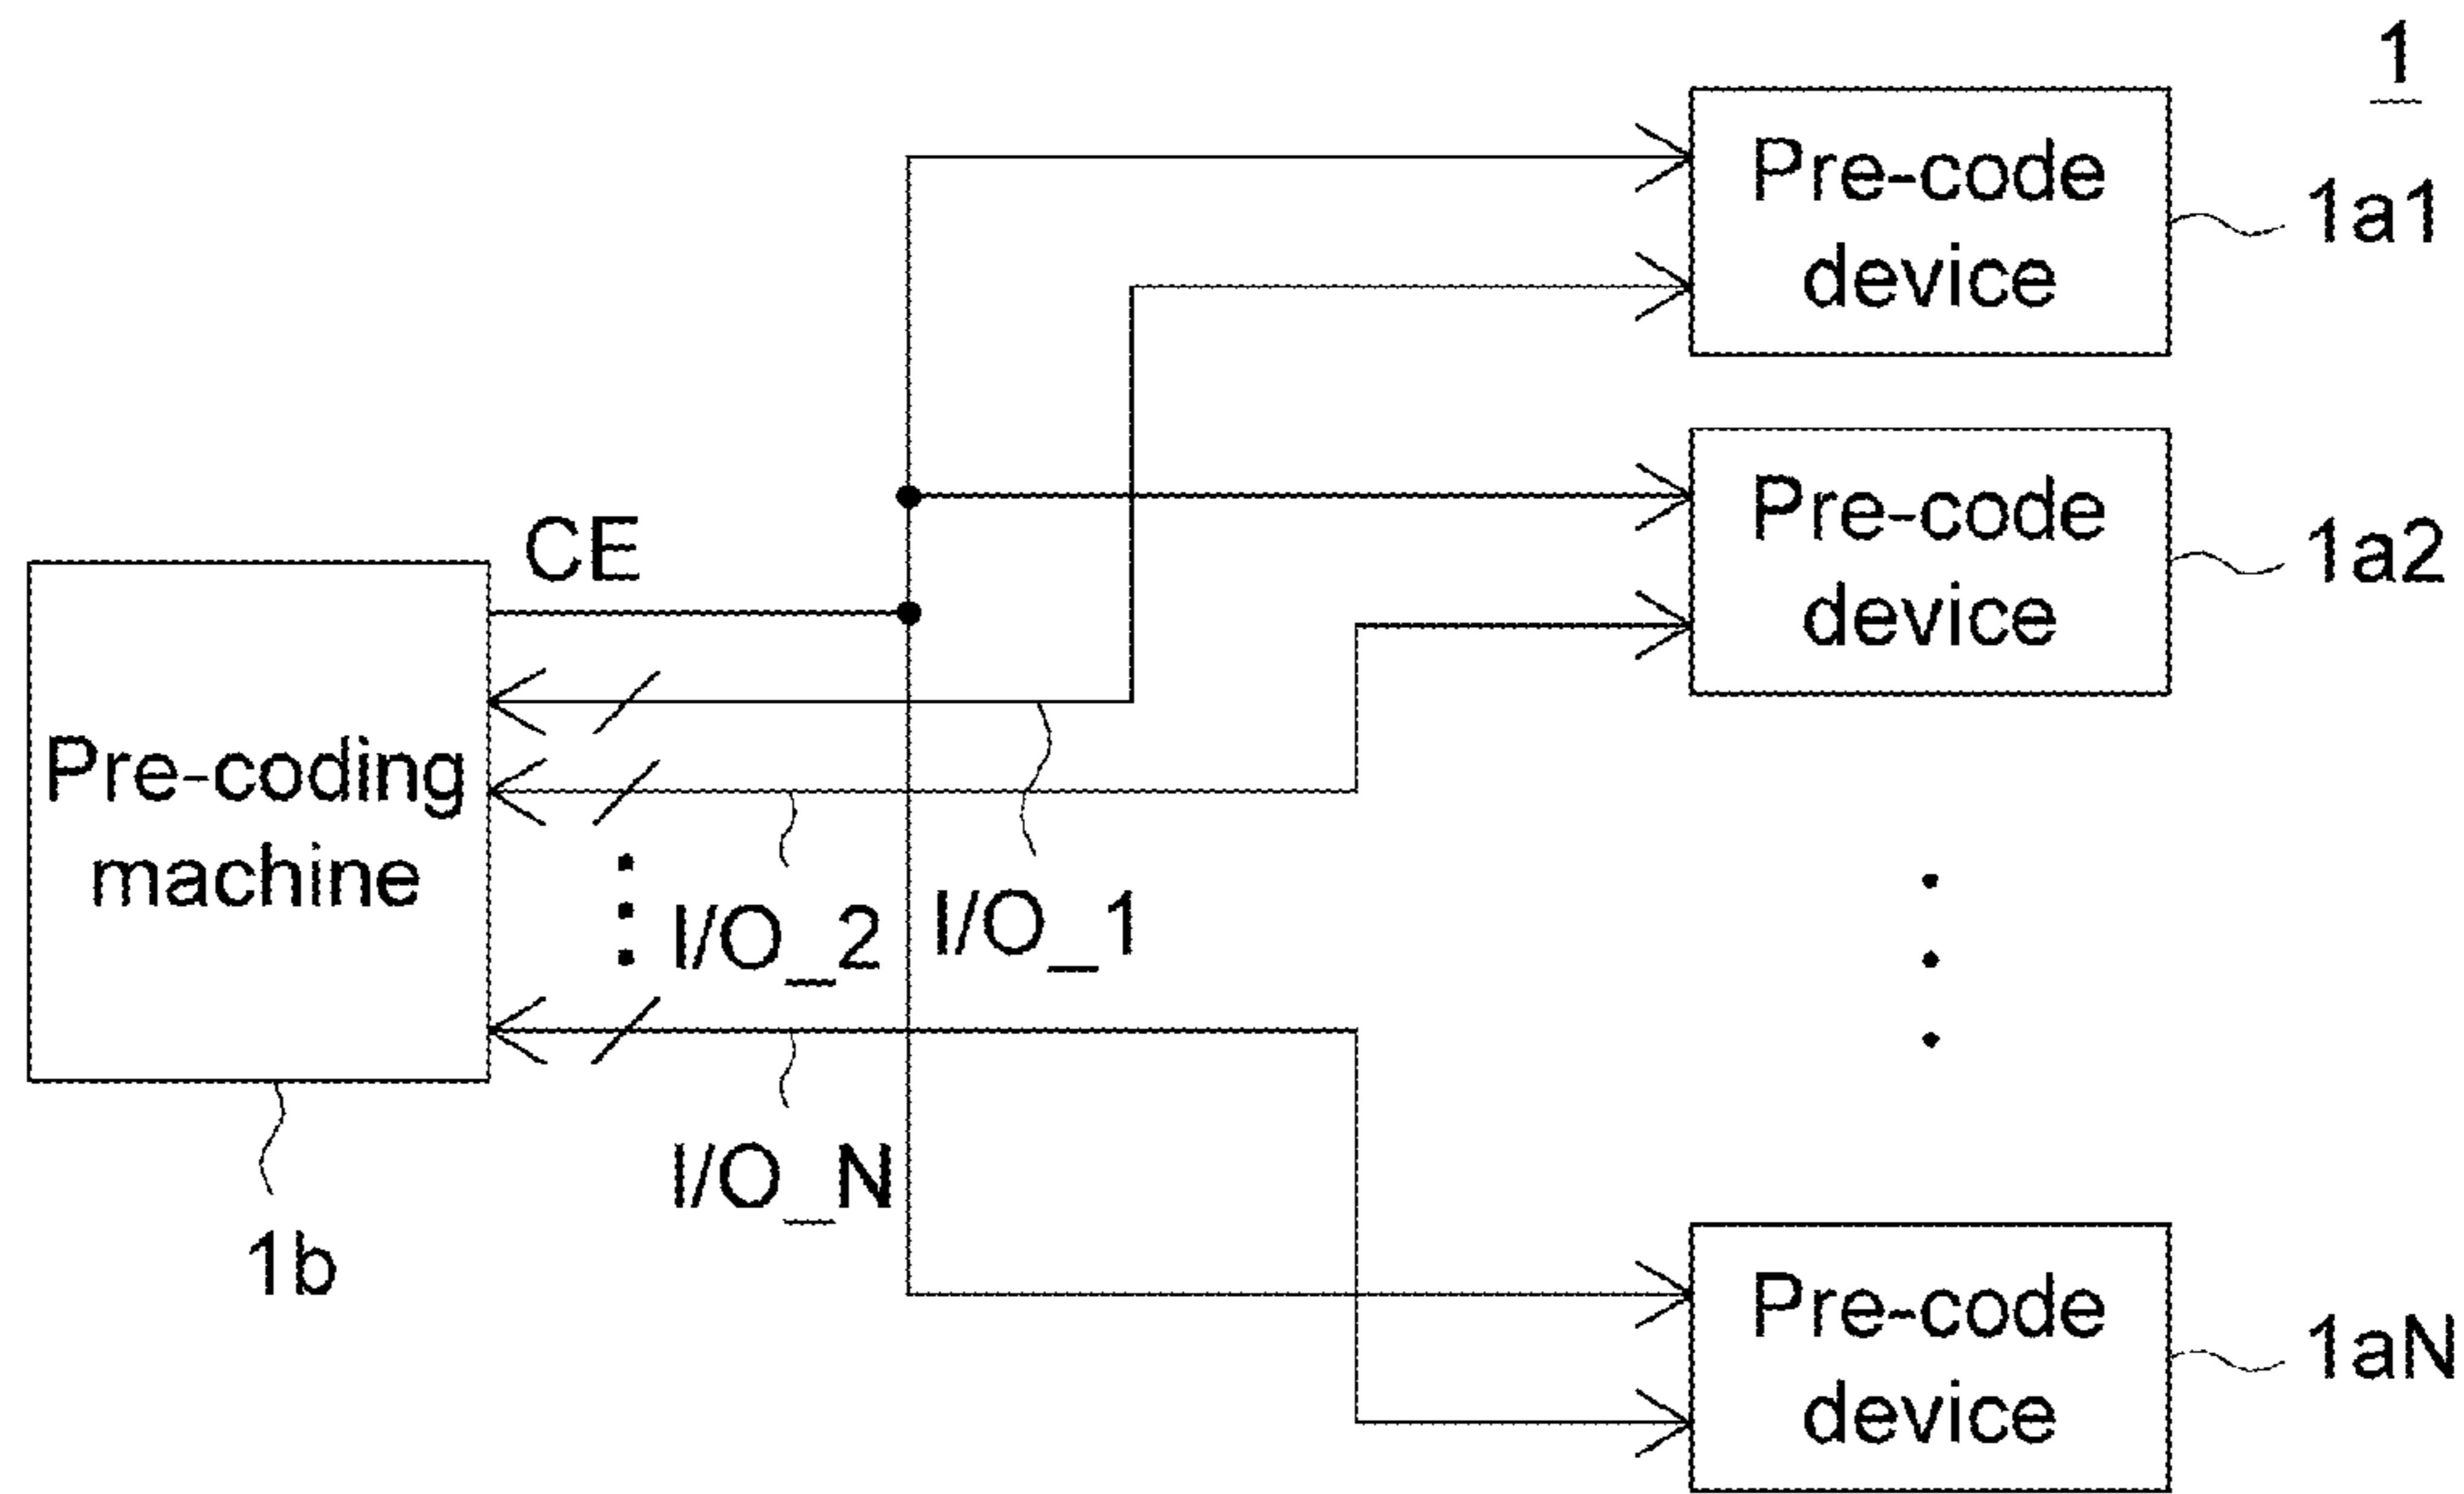 1
Pre-code
device
1a1
Pre-code
device
1a2
CE
Pre-coding
machine
I/O_2
I/O_1
I/O_N
1b
Pre-code
device
1aN